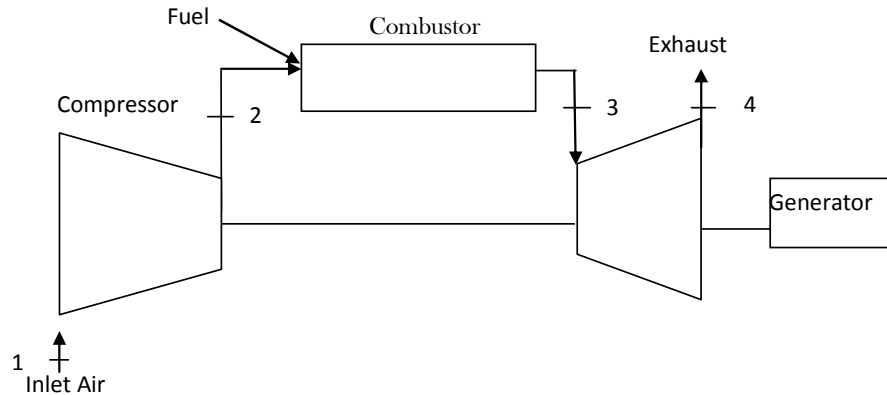 Fuel
Combustor
Exhaust
Compressor
2
3
4
Generator
1
Inlet Air